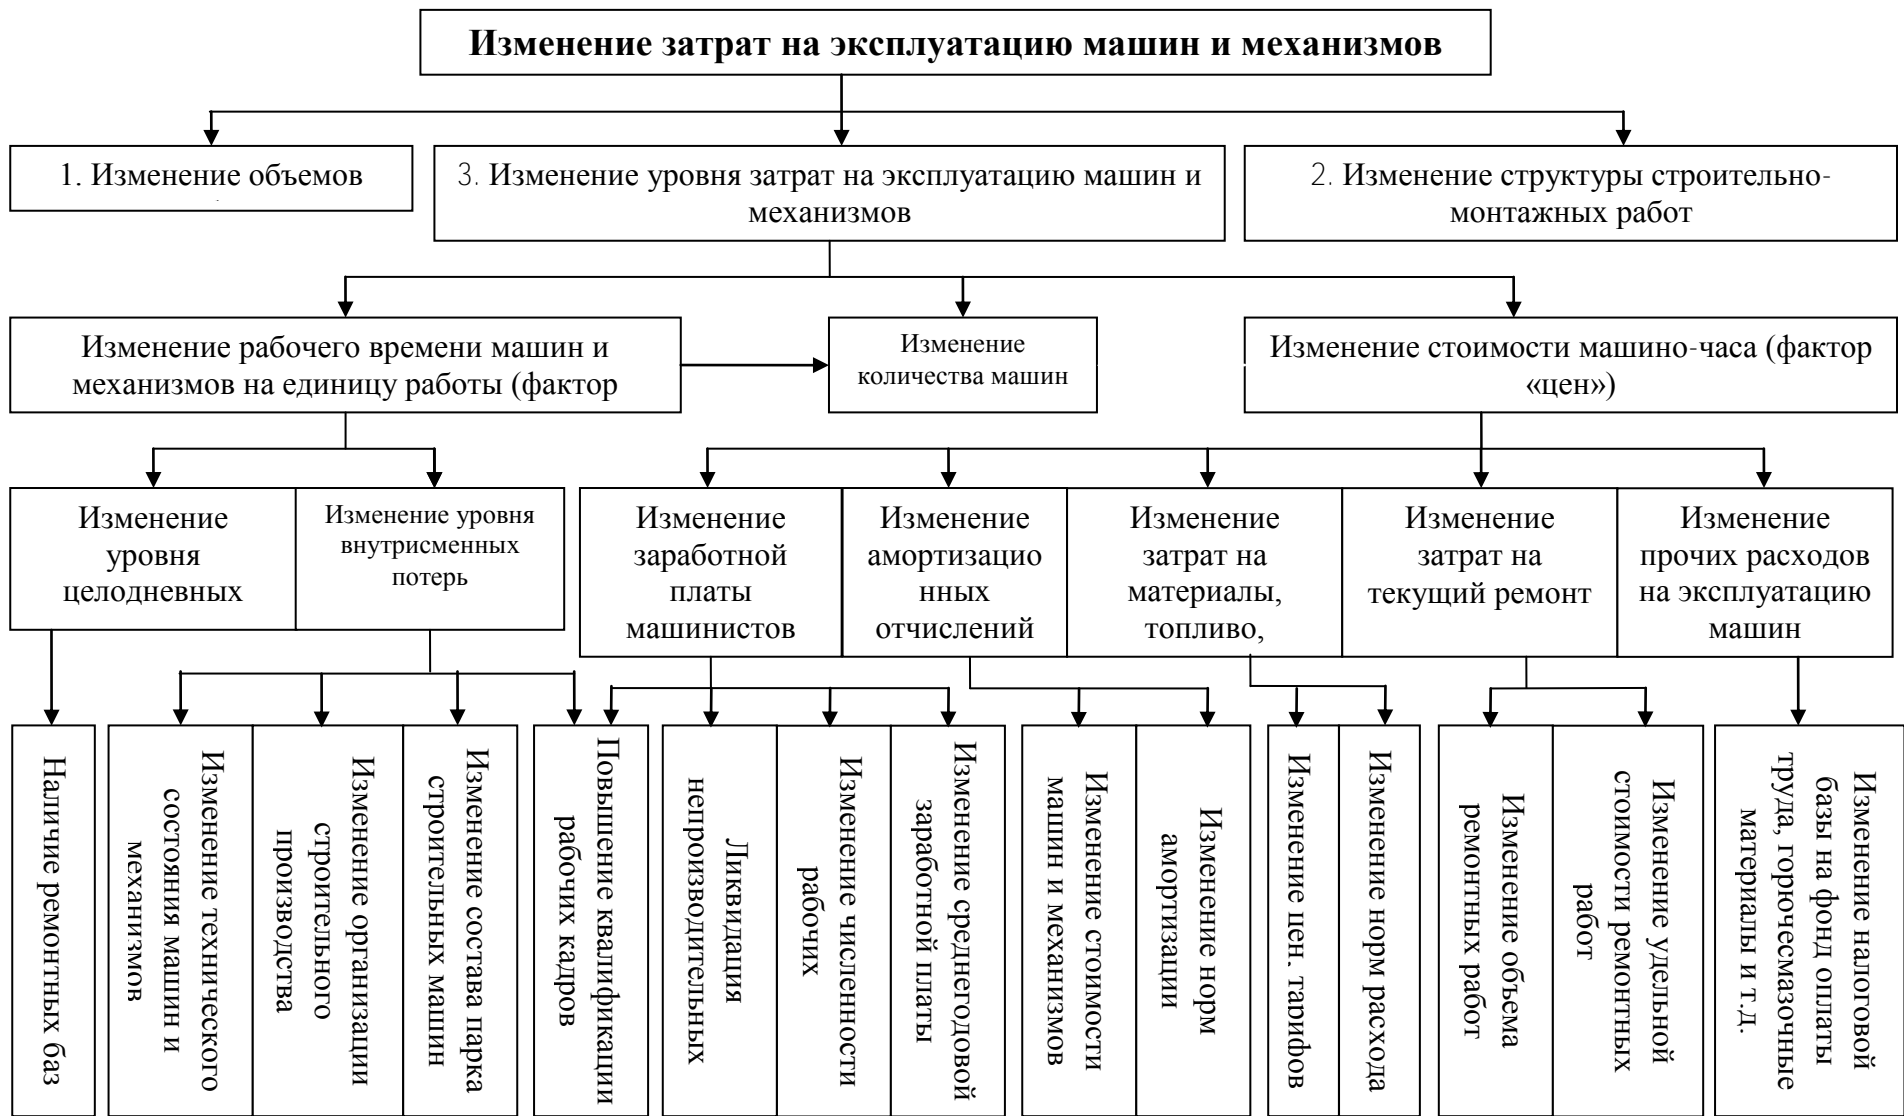 Изменение затрат на эксплуатацию машин и механизмов
1. Изменение объемов
3. Изменение уровня затрат на эксплуатацию машин и
механизмов
2. Изменение структуры строительно-
монтажных работ
Изменение рабочего времени машин и
механизмов на единицу работы (фактор
Изменение
количества машин
Изменение стоимости машино-часа (фактор
«цен»)
Изменение
уровня
целодневных
Изменение уровня
внутрисменных
потерь
Изменение
заработной
платы
машинистов
Изменение
амортизацио
нных
отчислений
Изменение
затрат на
материалы,
топливо,
Изменение
затрат на
текущий ремонт
Изменение
прочих расходов
на эксплуатацию
машин
Наличие ремонтных баз
Изменение технического
состояния машин и
механизмов
Изменение организации
строительного
производства
Изменение состава парка
строительных машин
Повышение квалификации
рабочих кадров
Ликвидация
непроизводительных
Изменение численности
рабочих
Изменение среднегодовой
заработной платы
Изменение стоимости
машин и механизмов
Изменение норм
амортизации
Изменение цен. тарифов
Изменение норм расхода
Изменение объема
ремонтных работ
Изменение удельной
стоимости ремонтных
работ
Изменение налоговой
базы на фонд оплаты
труда, горючесмазочные
материалы и т.д.